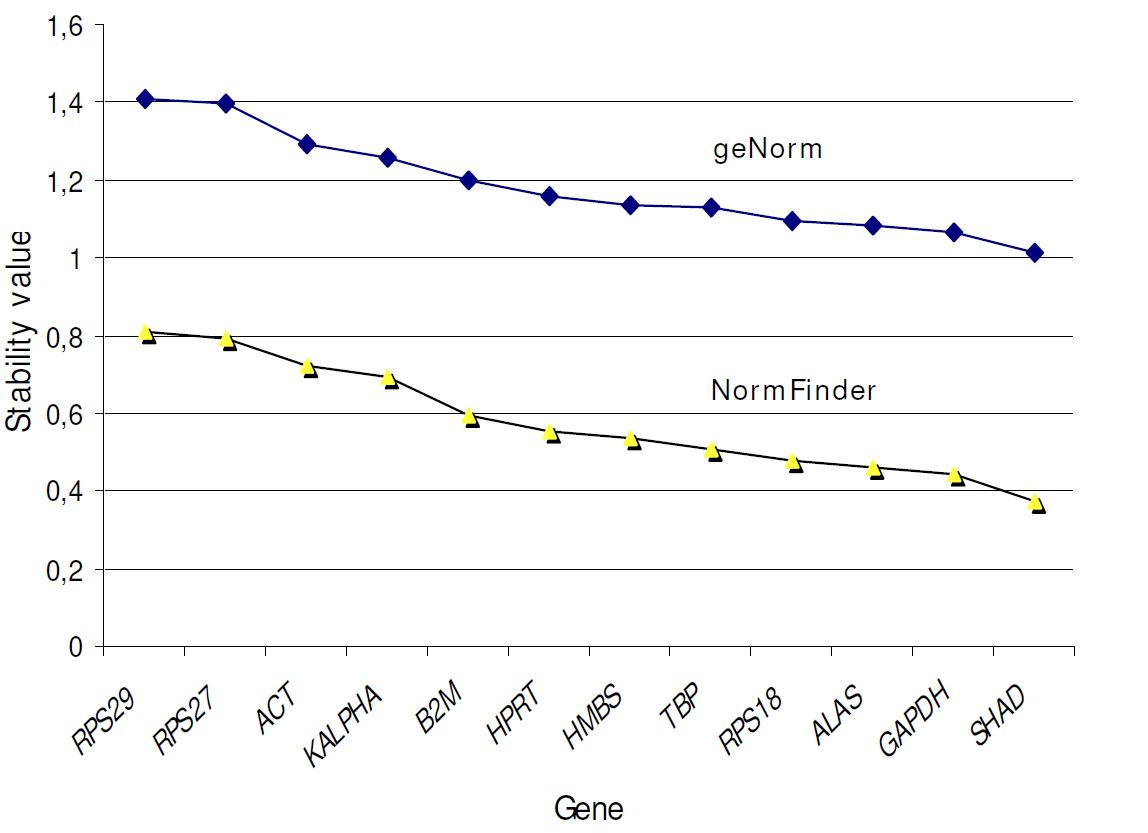 1,6
1,4
1,2
1
0,8
0,6
0,4
0,2
0
Stability value
geNorm
NormFinder
RPS29
RPS27
ACT
KALPHA
B2M
HPRT
HMBS
TBP
RPS18
ALAS
GAPDH
SHAD
Gene